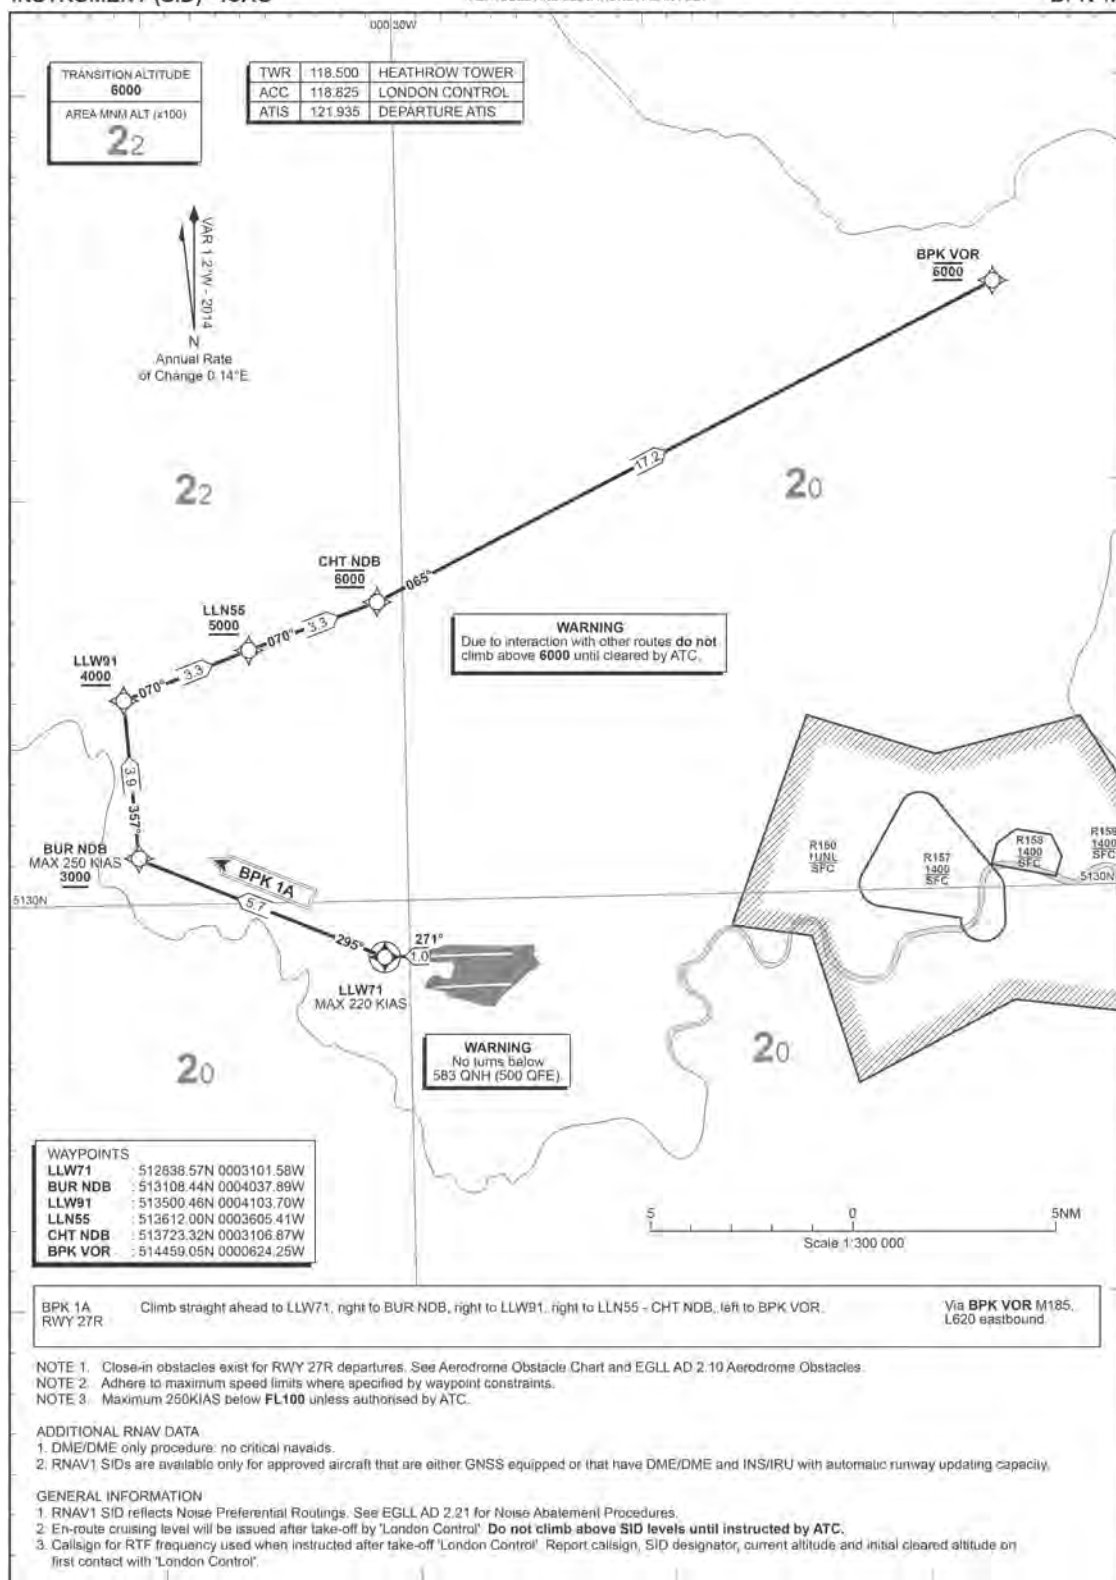 000 30W
TRANSITION ALTITUDE
6000
AREA MNM ALT (x100)
22
TWR 118.500 HEATHROW TOWER
ACC 118.825 LONDON CONTROL
ATIS 121.935 DEPARTURE ATIS
VAR 1.2°W - 2014
N
Annual Rate
of Change 0.14°E
BPK VOR
6000
17.2
22
20
CHT NDB
6000
065°
LLN55
5000
070°
3.3
LLW91
4000
070°
3.3
WARNING
Due to interaction with other routes do not
climb above 6000 until cleared by ATC.
3.9
357°
BUR NDB
MAX 250 KIAS
3000
BPK 1A
R160
SFC
R157
1400
SFC
R158
1400
SFC
1400
SFC
5130N
5130N
5.7
295°
271°
1.0
LLW71
MAX 220 KIAS
WARNING
No turns below
583 QNH (500 QFE)
20
20
WAYPOINTS
LLW71 : 512838.57N 0003101.58W
BUR NDB : 513108.44N 0004037.89W
LLW91 : 513500.46N 0004103.70W
LLN55 : 513612.00N 0003605.41W
CHT NDB : 513723.32N 0003106.87W
BPK VOR : 514459.05N 0000624.25W
5 0 5NM
Scale 1:300 000
BPK 1A Climb straight ahead to LLW71, right to BUR NDB, right to LLW91, right to LLN55 - CHT NDB, left to BPK VOR. Via BPK VOR M185,
RWY 27R L620 eastbound.
NOTE 1. Close-in obstacles exist for RWY 27R departures. See Aerodrome Obstacle Chart and EGLL AD 2.10 Aerodrome Obstacles.
NOTE 2. Adhere to maximum speed limits where specified by waypoint constraints.
NOTE 3. Maximum 250KIAS below FL100 unless authorised by ATC.
ADDITIONAL RNAV DATA
1. DME/DME only procedure: no critical navaids.
2. RNAV1 SIDs are available only for approved aircraft that are either GNSS equipped or that have DME/DME and INS/IRU with automatic runway updating capacity.
GENERAL INFORMATION
1. RNAV1 SID reflects Noise Preferential Routings. See EGLL AD 2.21 for Noise Abatement Procedures.
2. En-route cruising level will be issued after take-off by 'London Control'. Do not climb above SID levels until instructed by ATC.
3. Callsign for RTF frequency used when instructed after take-off 'London Control'. Report callsign, SID designator, current altitude and initial cleared altitude on
first contact with 'London Control'.